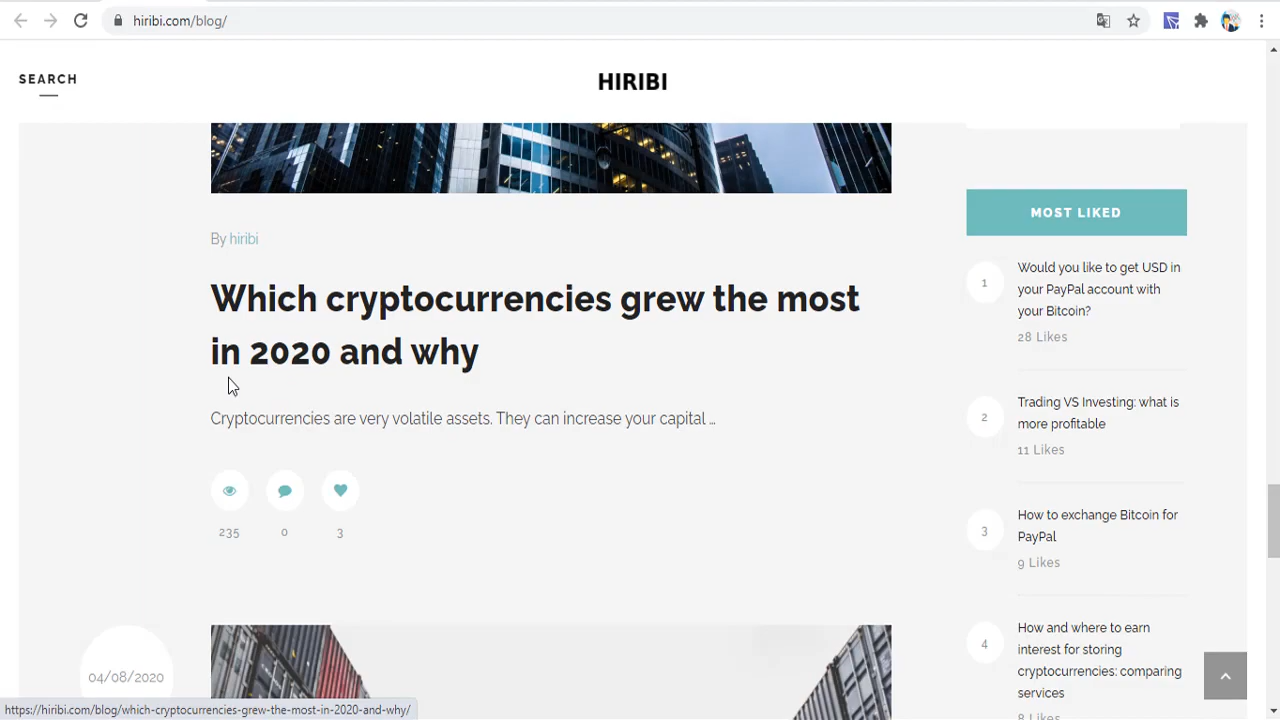 hiribi.com/blog/
SEARCH
HIRIBI
By hiribi
Which cryptocurrencies grew the most
in 2020 and why
Cryptocurrencies are very volatile assets. They can increase your capital ...
235 0 3
04/08/2020
MOST LIKED
1
Would you like to get USD in
your PayPal account with
your Bitcoin?
28 Likes
2
Trading VS Investing: what is
more profitable
11 Likes
3
How to exchange Bitcoin for
PayPal
9 Likes
4
How and where to earn
interest for storing
cryptocurrencies: comparing
services
8 Likes
https://hiribi.com/blog/which-cryptocurrencies-grew-the-most-in-2020-and-why/